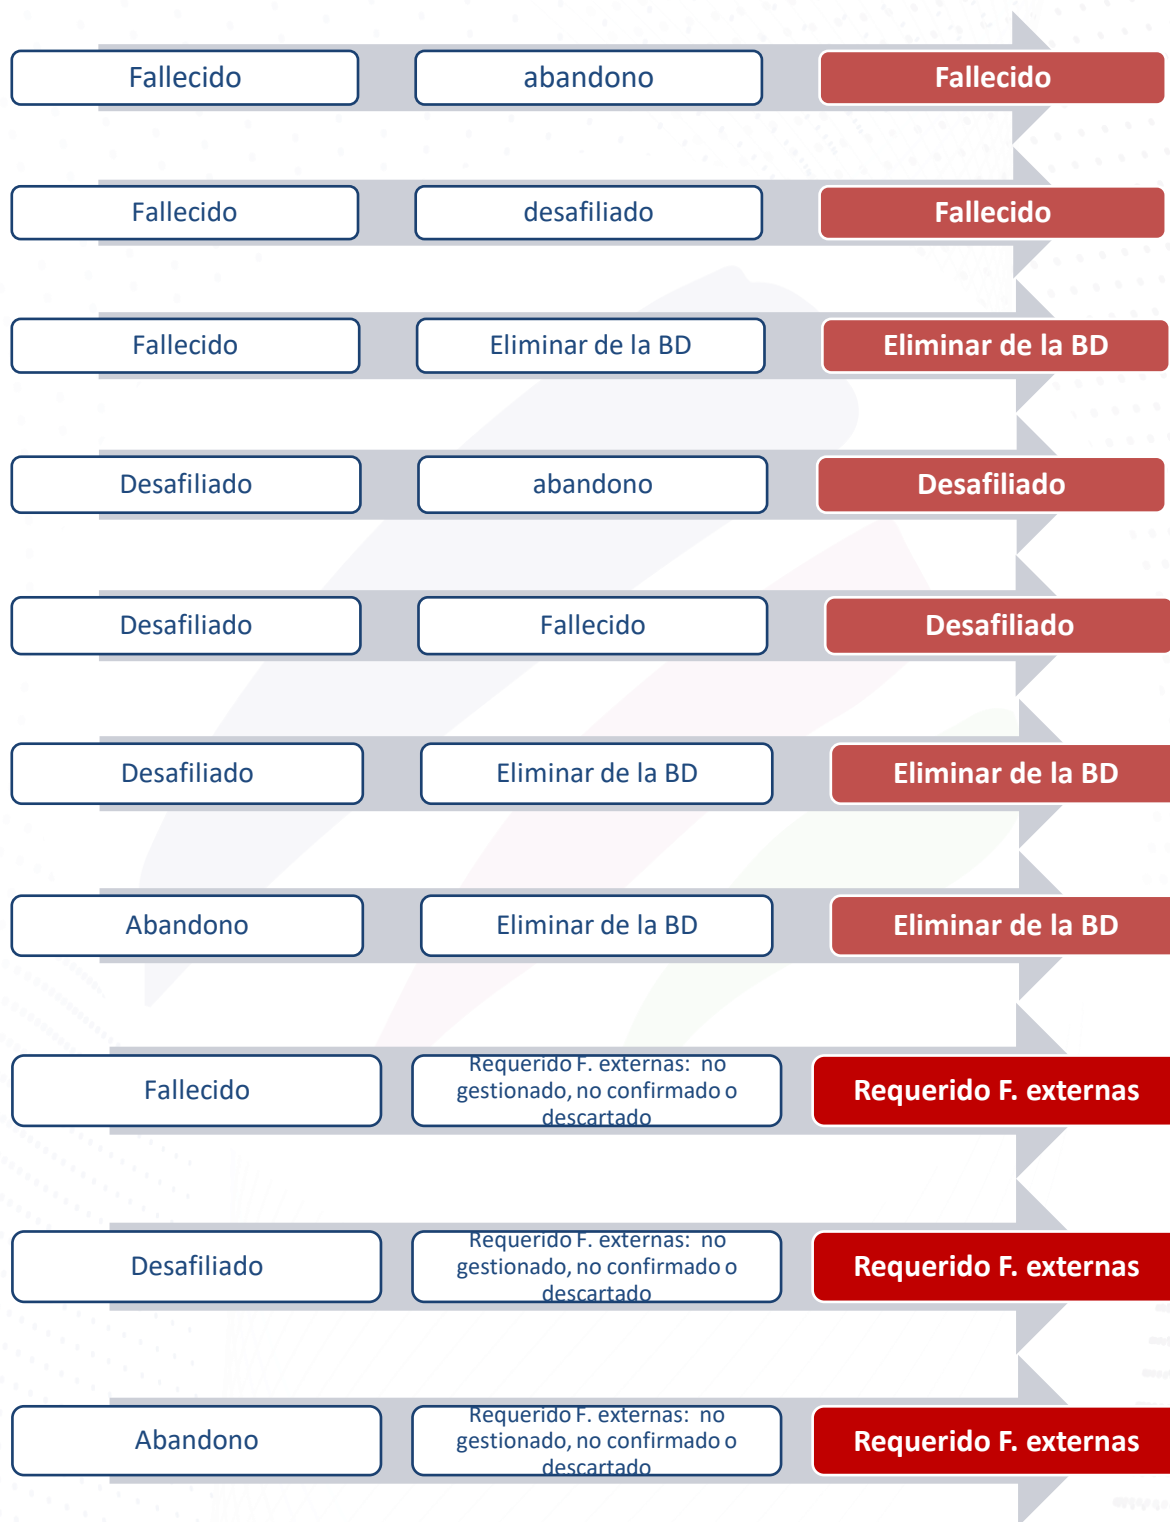 Fallecido abandono Fallecido
Fallecido desafiliado Fallecido
Fallecido Eliminar de la BD Eliminar de la BD
Desafiliado abandono Desafiliado
Desafiliado Fallecido Desafiliado
Desafiliado Eliminar de la BD Eliminar de la BD
Abandono Eliminar de la BD Eliminar de la BD
Fallecido
Requerido F. externas: no
gestionado, no confirmado o
descartado
Requerido F. externas
Desafiliado
Requerido F. externas: no
gestionado, no confirmado o
descartado
Requerido F. externas
Abandono
Requerido F. externas: no
gestionado, no confirmado o
descartado
Requerido F. externas